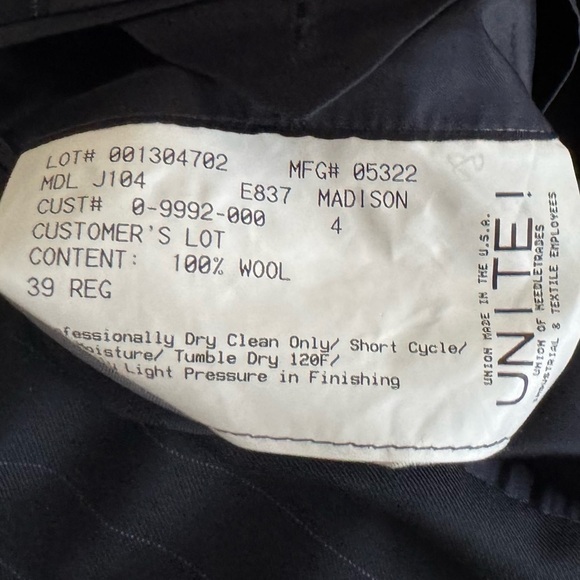 LOT# 001304702 MFG# 05322
MDL J104 E837 MADISON
CUST# 0-9992-000 4
CUSTOMER'S LOT
CONTENT: 100% WOOL
39 REG
fessionally Dry Clean Only/ Short Cycle/
oisture/ Tumble Dry 120F/
Light Pressure in Finishing
UNION MADE IN THE U.S.A.
UNITE!
UNION OF NEEDLETRADES
INDUSTRIAL & TEXTILE EMPLOYEES